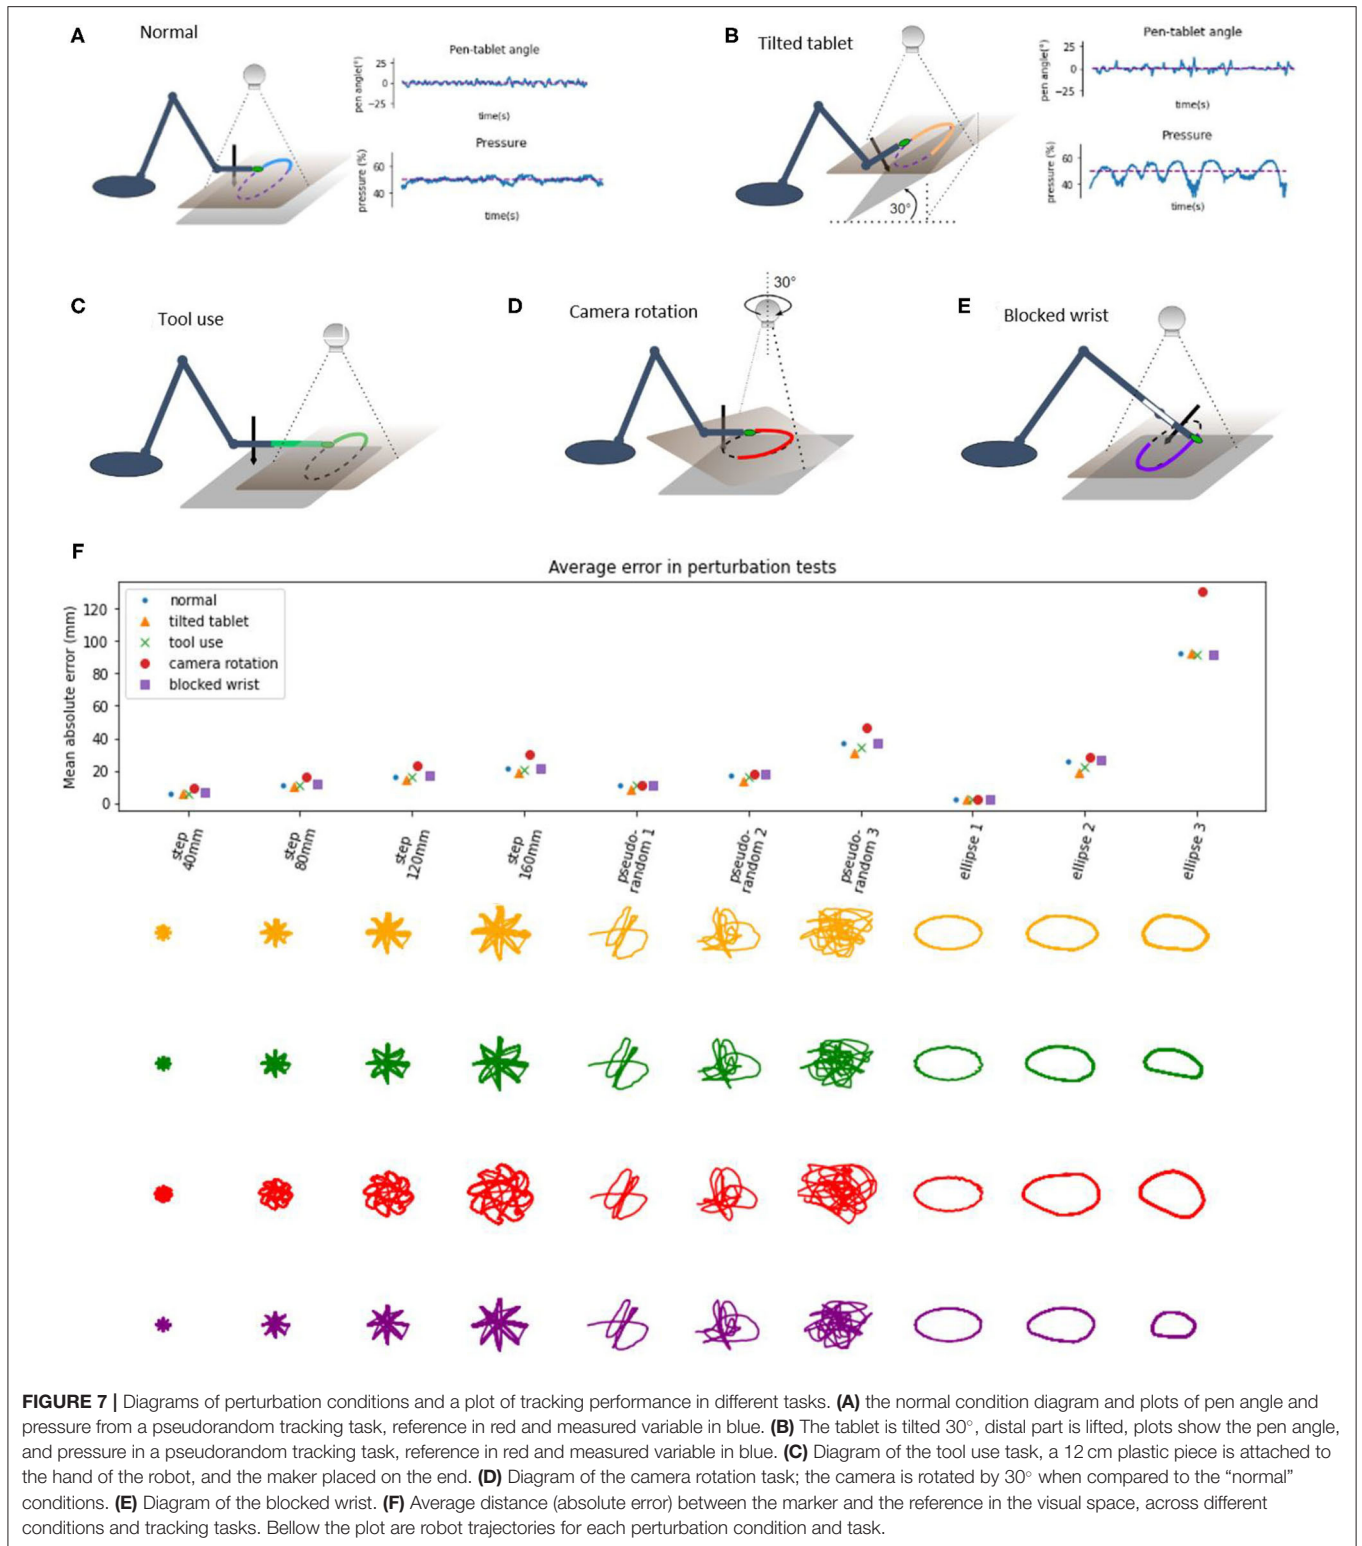 A
Normal
Pen-tablet angle
pen angle(°)
25
0
−25
time(s)
Pressure
pressure (%)
60
40
time(s)
B
Tilted tablet
30°
Pen-tablet angle
pen angle(°)
25
0
−25
time(s)
Pressure
pressure (%)
60
40
time(s)
C
Tool use
D
Camera rotation
30°
E
Blocked wrist
F
Average error in perturbation tests
Mean absolute error (mm)
120
100
80
60
40
20
0
normal
tilted tablet
tool use
camera rotation
blocked wrist
step
40mm
step
80mm
step
120mm
step
160mm
pseudo-
random 1
pseudo-
random 2
pseudo-
random 3
ellipse 1
ellipse 2
ellipse 3
FIGURE 7 | Diagrams of perturbation conditions and a plot of tracking performance in different tasks. (A) the normal condition diagram and plots of pen angle and
pressure from a pseudorandom tracking task, reference in red and measured variable in blue. (B) The tablet is tilted 30°, distal part is lifted, plots show the pen angle,
and pressure in a pseudorandom tracking task, reference in red and measured variable in blue. (C) Diagram of the tool use task, a 12 cm plastic piece is attached to
the hand of the robot, and the maker placed on the end. (D) Diagram of the camera rotation task; the camera is rotated by 30° when compared to the “normal”
conditions. (E) Diagram of the blocked wrist. (F) Average distance (absolute error) between the marker and the reference in the visual space, across different
conditions and tracking tasks. Bellow the plot are robot trajectories for each perturbation condition and task.